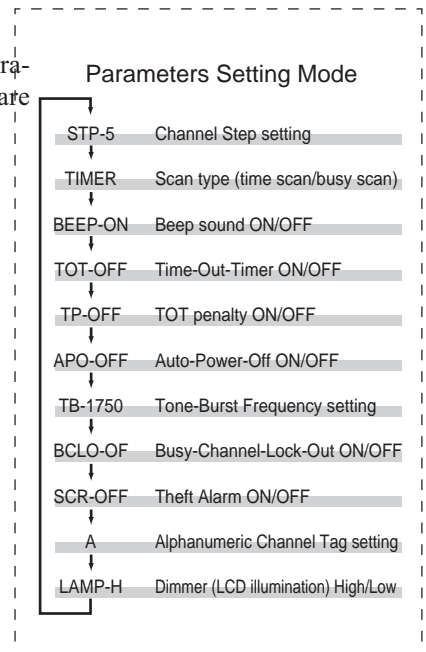 ra-
are
Parameters Setting Mode
STP-5 Channel Step setting
TIMER Scan type (time scan/busy scan)
BEEP-ON Beep sound ON/OFF
TOT-OFF Time-Out-Timer ON/OFF
TP-OFF TOT penalty ON/OFF
APO-OFF Auto-Power-Off ON/OFF
TB-1750 Tone-Burst Frequency setting
BCLO-OF Busy-Channel-Lock-Out ON/OFF
SCR-OFF Theft Alarm ON/OFF
A Alphanumeric Channel Tag setting
LAMP-H Dimmer (LCD illumination) High/Low